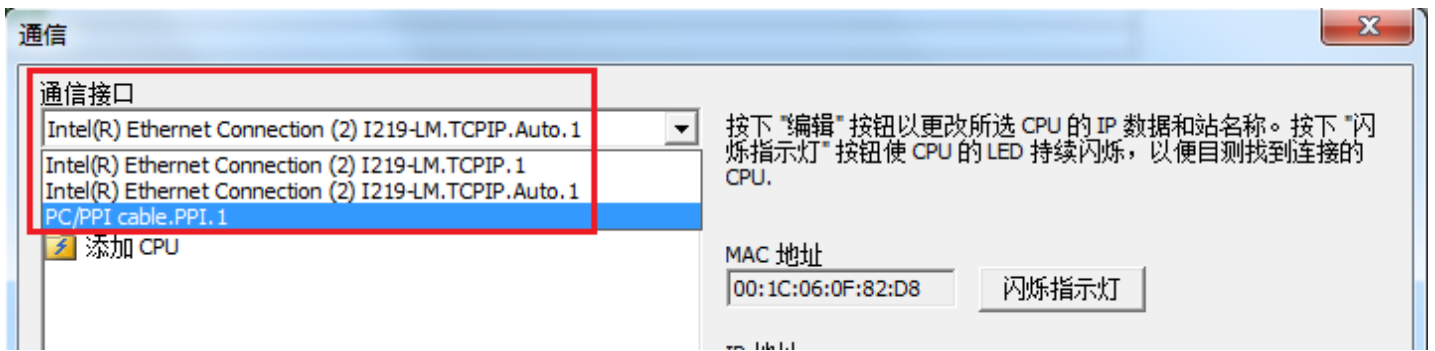 通信
通信接口
Intel(R) Ethernet Connection (2) I219-LM.TCPIP.Auto.1
Intel(R) Ethernet Connection (2) I219-LM.TCPIP.1
Intel(R) Ethernet Connection (2) I219-LM.TCPIP.Auto.1
PC/PPI cable.PPI.1
添加 CPU
按下 "编辑" 按钮以更改所选 CPU 的 IP 数据和站名称。按下 "闪
烁指示灯" 按钮使 CPU 的 LED 持续闪烁，以便目测找到连接的
CPU.
MAC 地址
00:1C:06:0F:82:D8
闪烁指示灯